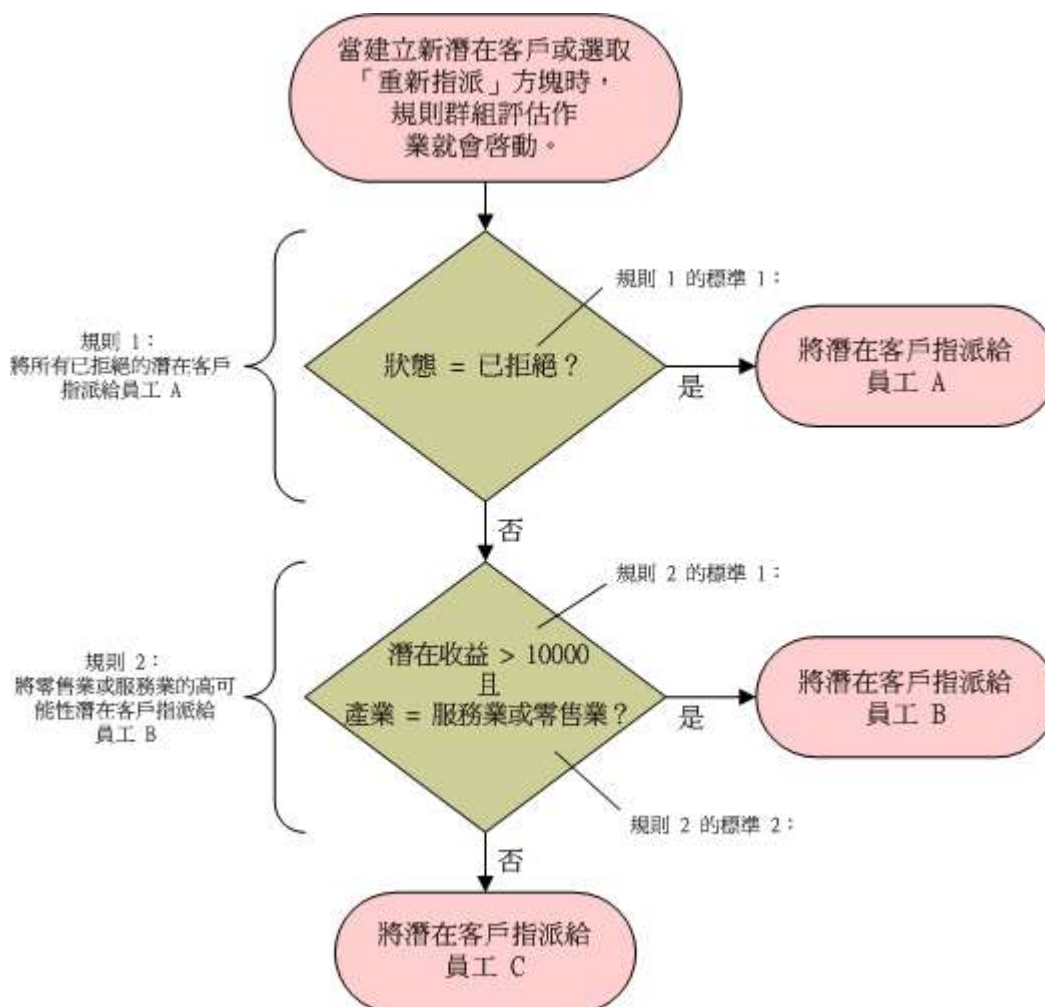 當建立新潛在客戶或選取
「重新指派」方塊時，
規則群組評估作
業就會啓動。
規則 1 的標準 1：
規則 1：
將所有已拒絕的潛在客戶
指派給員工 A
狀態 = 已拒絕？
是
將潛在客戶指派給
員工 A
否
規則 2 的標準 1：
規則 2：
將零售業或服務業的高可
能性潛在客戶指派給
員工 B
潛在收益 > 10000
且
產業 = 服務業或零售業？
是
將潛在客戶指派給
員工 B
規則 2 的標準 2：
否
將潛在客戶指派給
員工 C